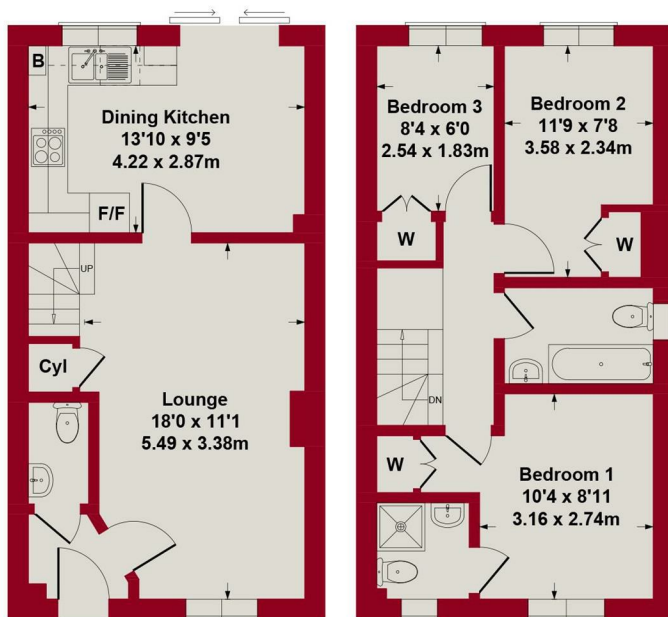 B
Dining Kitchen
13'10 x 9'5
4.22 x 2.87m
F/F
UP
Cyl
Lounge
18'0 x 11'1
5.49 x 3.38m
Bedroom 3
8'4 x 6'0
2.54 x 1.83m
Bedroom 2
11'9 x 7'8
3.58 x 2.34m
W
W
DN
W
Bedroom 1
10'4 x 8'11
3.16 x 2.74m